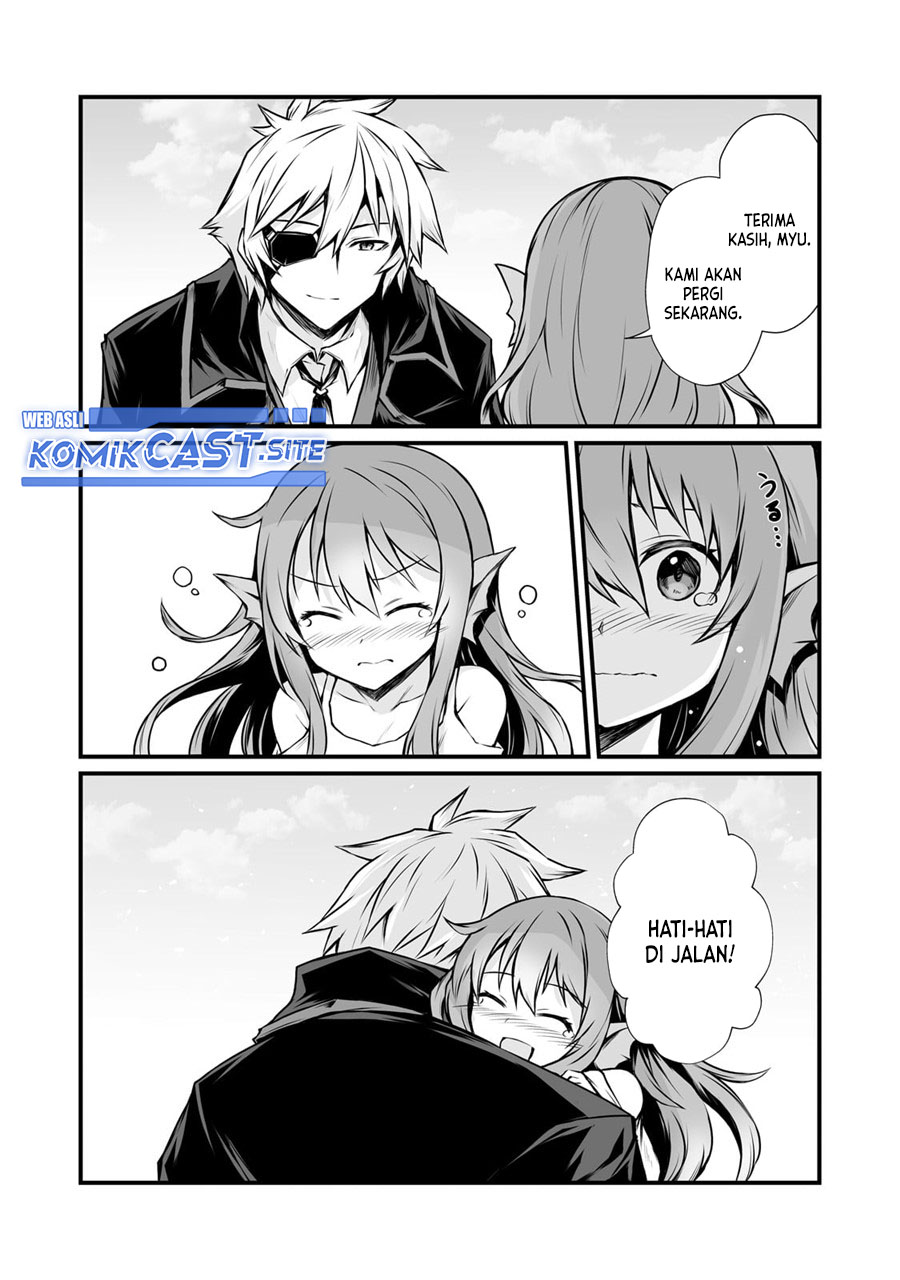 TERIMA
KASIH, MYU.
KAMI AKAN
PERGI
SEKARANG.
WEB ASLI
KOMIKCAST.SITE
うる…
HATI-HATI
DI JALAN!